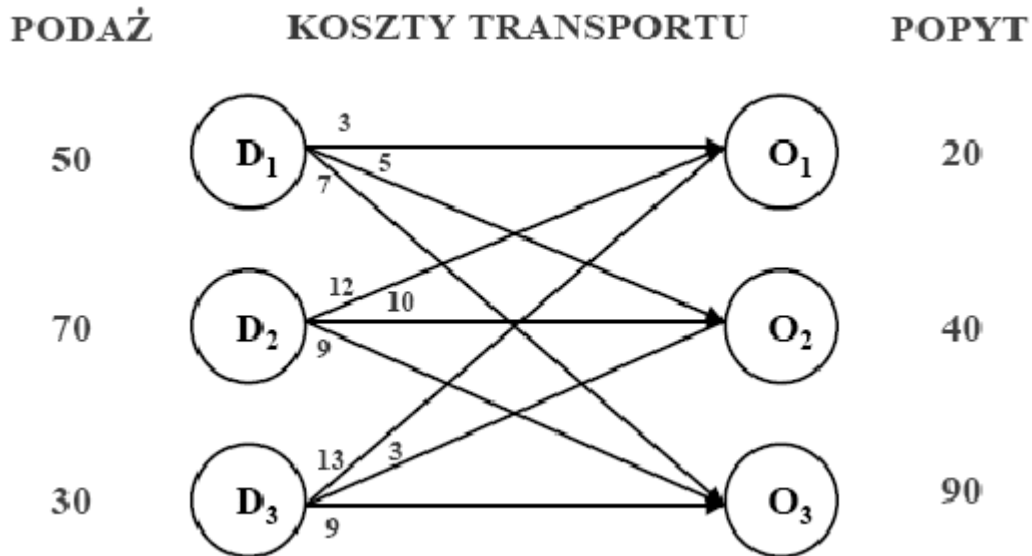 PODAŻ KOSZTY TRANSPORTU POPYT
3
50 D₁ 5 O₁ 20
7
12 10
70 D₂ O₂ 40
9
13 3
30 D₃ O₃ 90
9